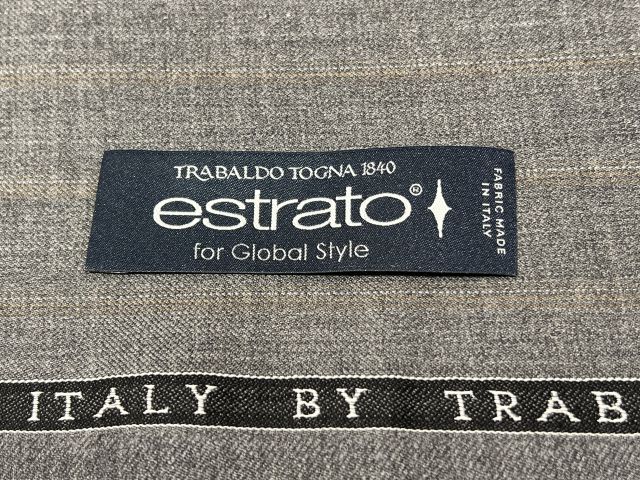 TRABALDO TOGNA 1840
estrato®
for Global Style
FABRIC MADE
IN ITALY
ITALY BY TRAB